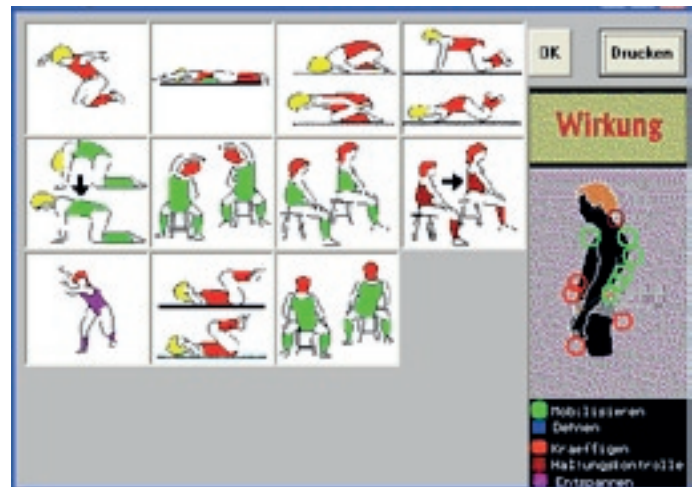 OK
Drucken
Wirkung
Mobilisieren
Dehnen
Kraeftigen
Haltungskontrolle
Entspannen